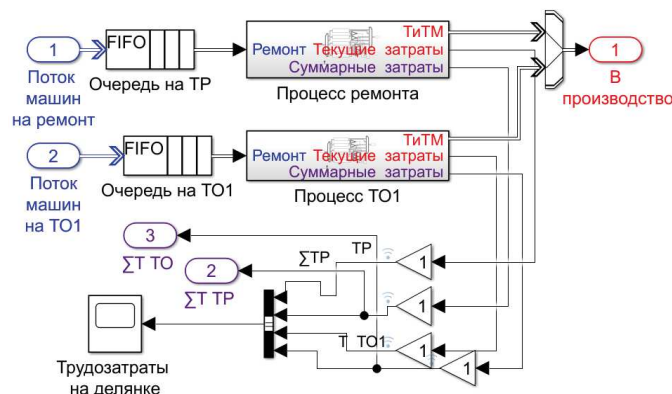 1
Поток
машин
на ремонт
FIFO
Очередь на ТР
Ремонт
ТиТМ
Текущие затраты
Суммарные затраты
Процесс ремонта
1
В
производство
2
Поток
машин
на ТО1
FIFO
Очередь на ТО1
Ремонт
ТиТМ
Текущие затраты
Суммарные затраты
Процесс ТО1
3
∑Т ТО
2
∑Т ТР
ТР
∑ТР
Т ТО1
1
1
1
1
Трудозатраты
на делянке